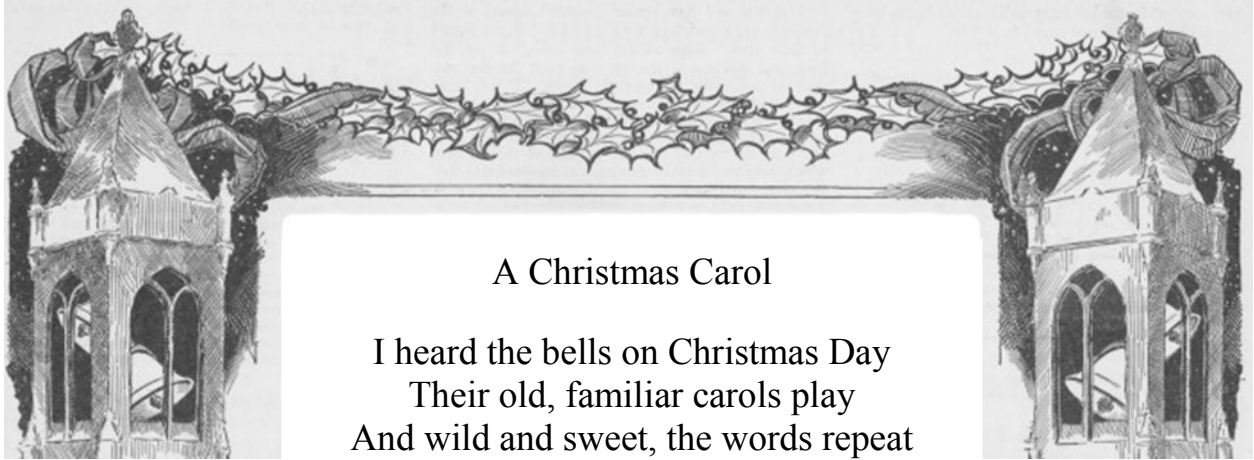 A Christmas Carol
I heard the bells on Christmas Day
Their old, familiar carols play
And wild and sweet, the words repeat